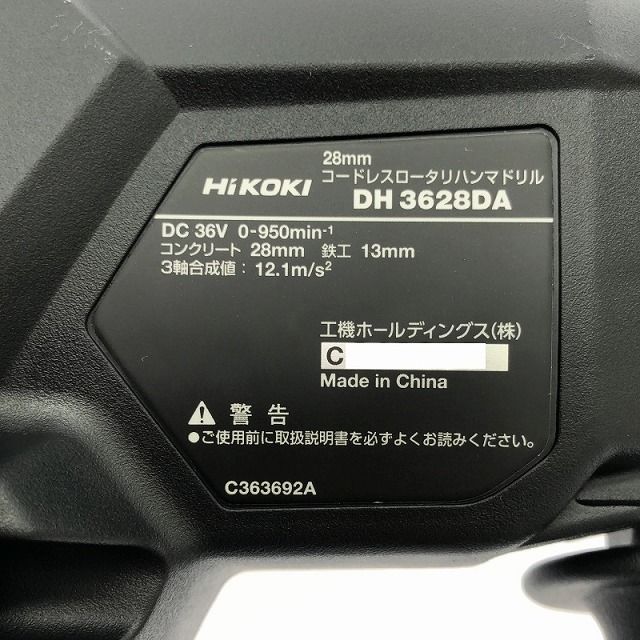 28mm
コードレスロータリハンマドリル
HiKOKI DH 3628DA
DC 36V 0-950min-1
コンクリート 28mm 鉄工 13mm
3軸合成値：12.1m/s²
工機ホールディングス(株)
C
Made in China
⚠ 警告
●ご使用前に取扱説明書を必ずよくお読みください。
C363692A